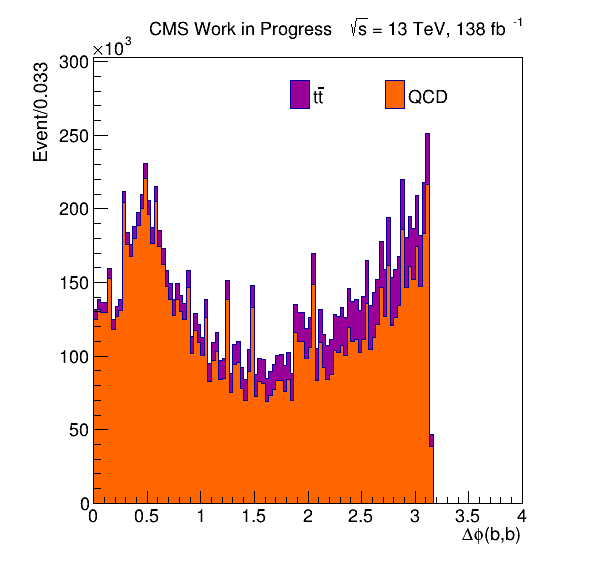 CMS Work in Progress √s = 13 TeV, 138 fb⁻¹
×10³
Event/0.033
300
250
200
150
100
50
0
tt̄
QCD
0 0.5 1 1.5 2 2.5 3 3.5 4
Δϕ(b,b)